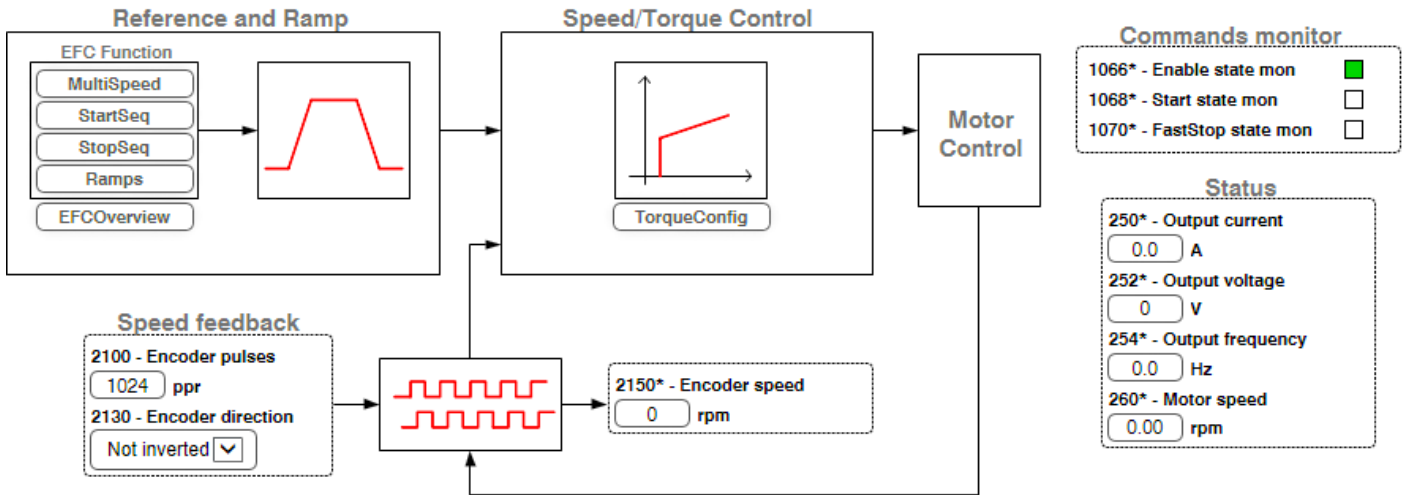 Reference and Ramp
EFC Function
MultiSpeed
StartSeq
StopSeq
Ramps
EFCOverview
Speed/Torque Control
TorqueConfig
Motor
Control
Commands monitor
1066* - Enable state mon
1068* - Start state mon
1070* - FastStop state mon
Status
250* - Output current
0.0 A
252* - Output voltage
0 V
254* - Output frequency
0.0 Hz
260* - Motor speed
0.00 rpm
Speed feedback
2100 - Encoder pulses
1024 ppr
2130 - Encoder direction
Not inverted
2150* - Encoder speed
0 rpm